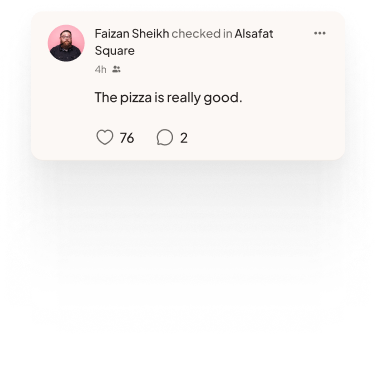 Faizan Sheikh checked in Alsafat
Square
4h
The pizza is really good.
76 2